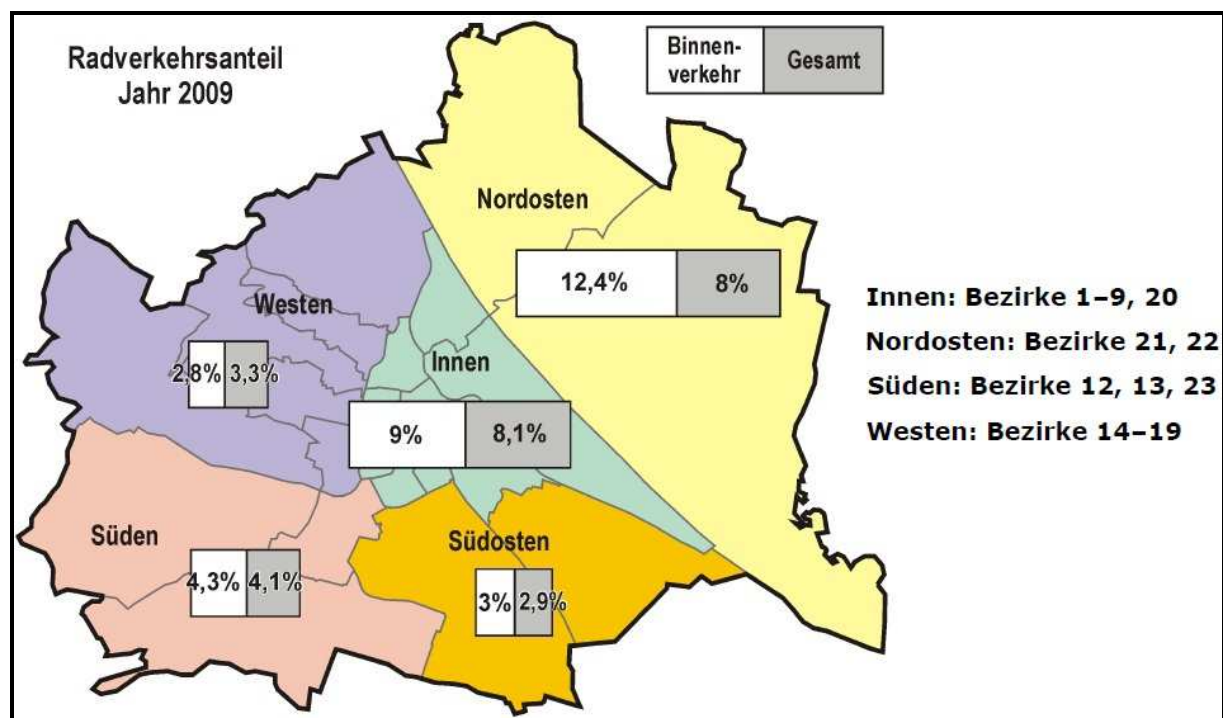 Radverkehrsanteil
Jahr 2009
Binnen-
verkehr
Gesamt
Nordosten
12,4%
8%
Westen
2,8%
3,3%
Innen
9%
8,1%
Süden
4,3%
4,1%
Südosten
3%
2,9%
Innen: Bezirke 1–9, 20
Nordosten: Bezirke 21, 22
Süden: Bezirke 12, 13, 23
Westen: Bezirke 14–19